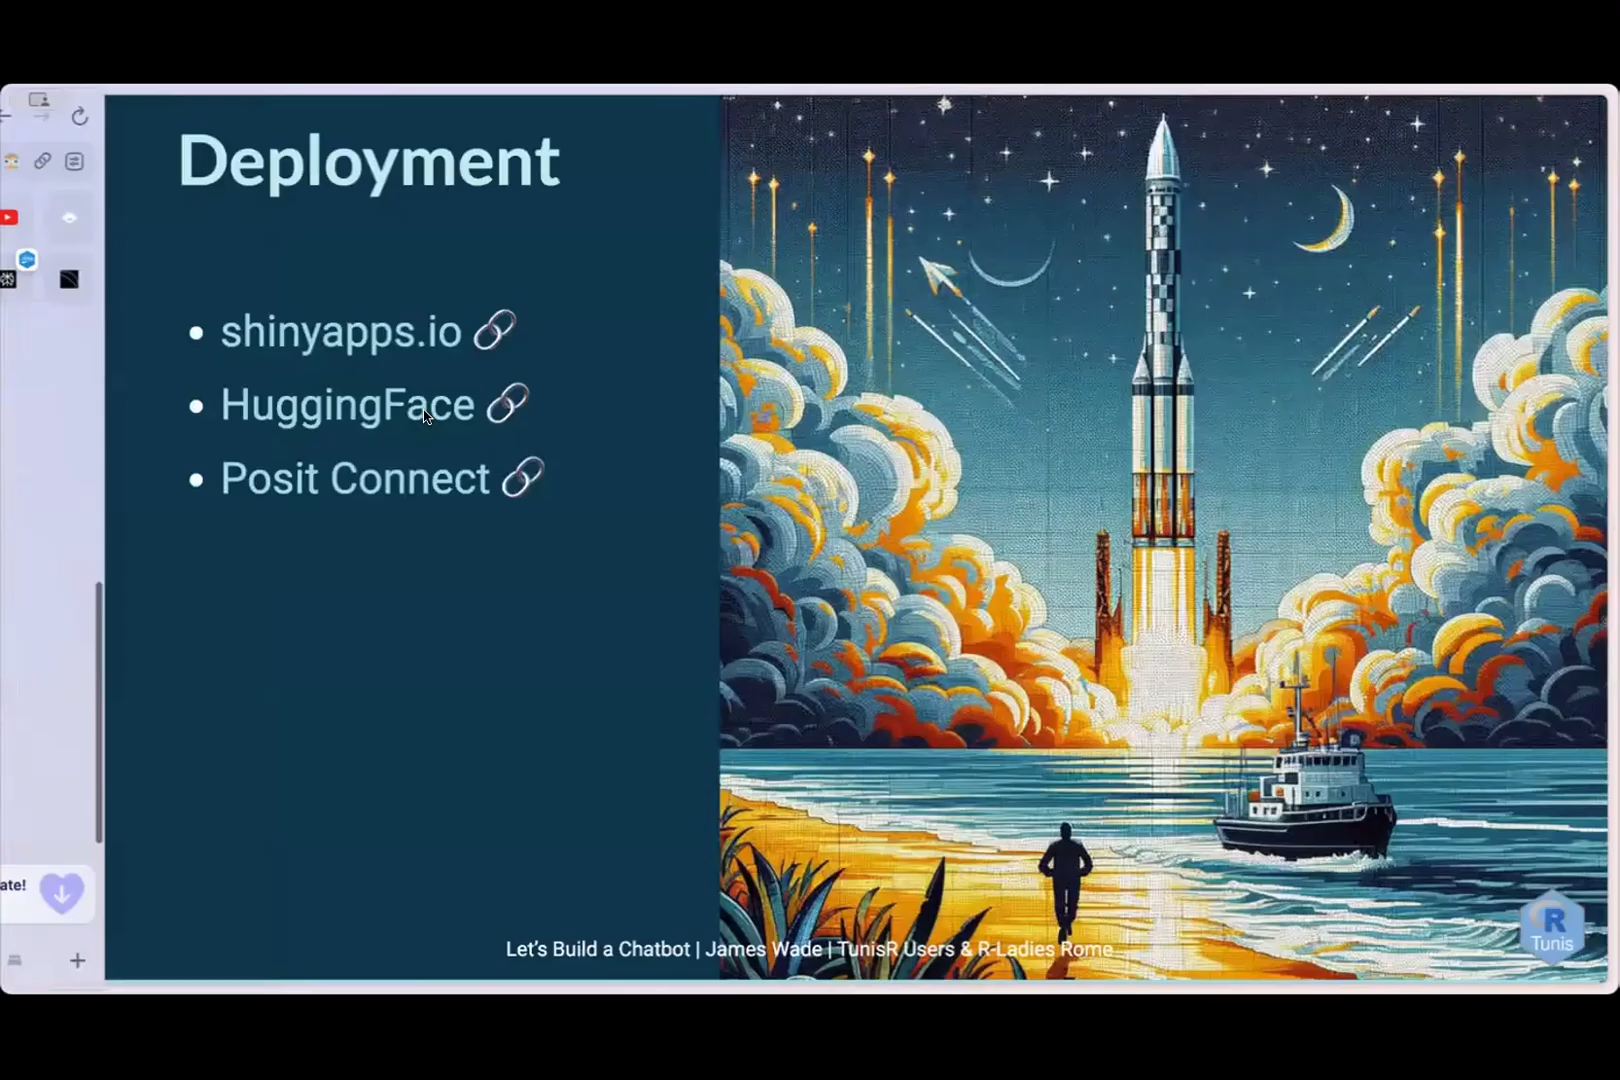 Deployment
shinyapps.io
HuggingFace
Posit Connect
ate!
Let’s Build a Chatbot | James Wade | TunisR Users & R-Ladies Rome
R
Tunis